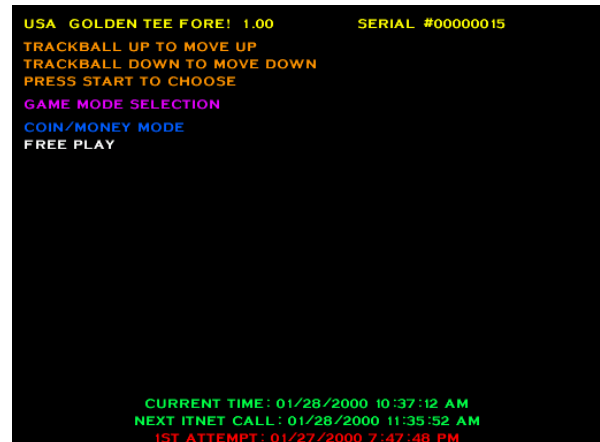 USA GOLDEN TEE FORE! 1.00 SERIAL #00000015
TRACKBALL UP TO MOVE UP
TRACKBALL DOWN TO MOVE DOWN
PRESS START TO CHOOSE
GAME MODE SELECTION
COIN/MONEY MODE
FREE PLAY
CURRENT TIME: 01/28/2000 10:37:12 AM
NEXT ITNET CALL: 01/28/2000 11:35:52 AM
1ST ATTEMPT: 01/27/2000 7:47:48 PM